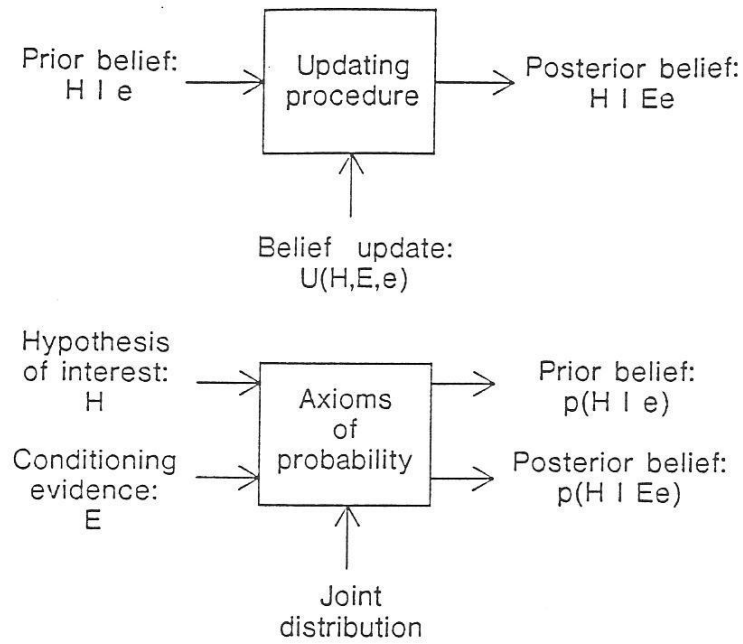 Prior belief:
H | e
Updating
procedure
Posterior belief:
H | Ee
Belief update:
U(H,E,e)
Hypothesis
of interest:
H
Conditioning
evidence:
E
Axioms
of
probability
Prior belief:
p(H | e)
Posterior belief:
p(H | Ee)
Joint
distribution